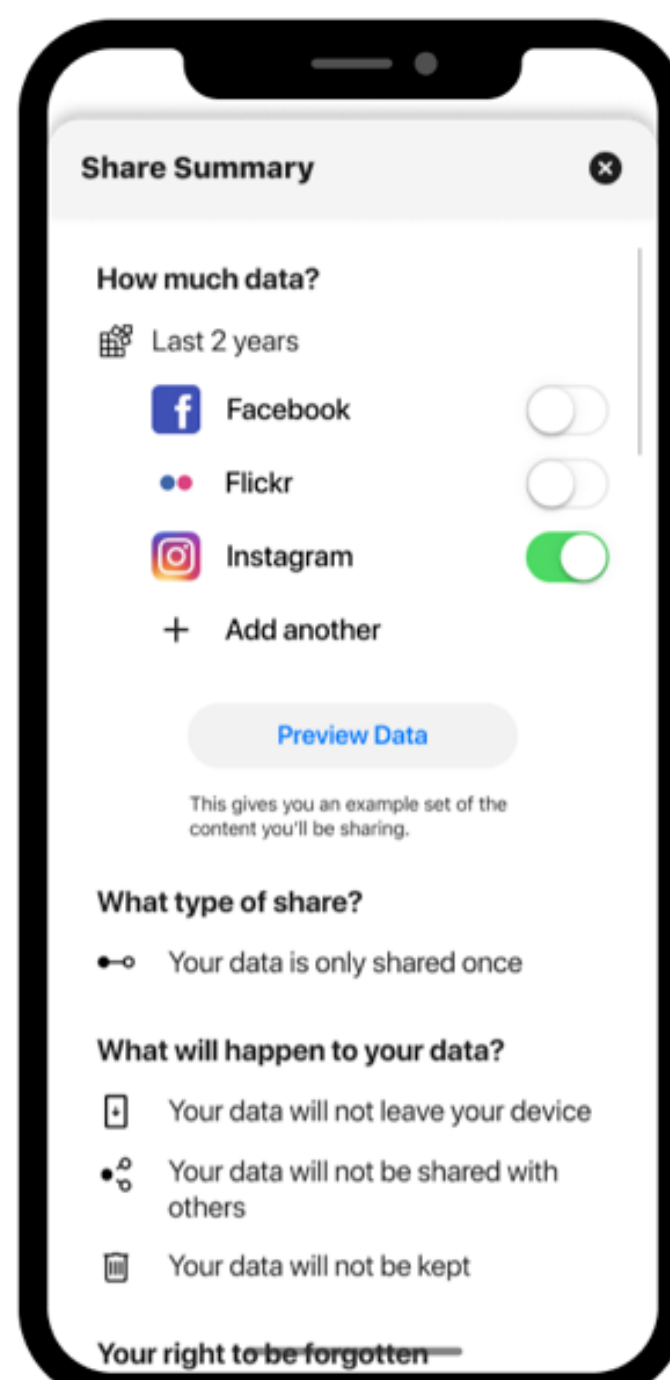 Share Summary
How much data?
Last 2 years
Facebook
Flickr
Instagram
Add another
Preview Data
This gives you an example set of the
content you'll be sharing.
What type of share?
Your data is only shared once
What will happen to your data?
Your data will not leave your device
Your data will not be shared with
others
Your data will not be kept
Your right to be forgotten